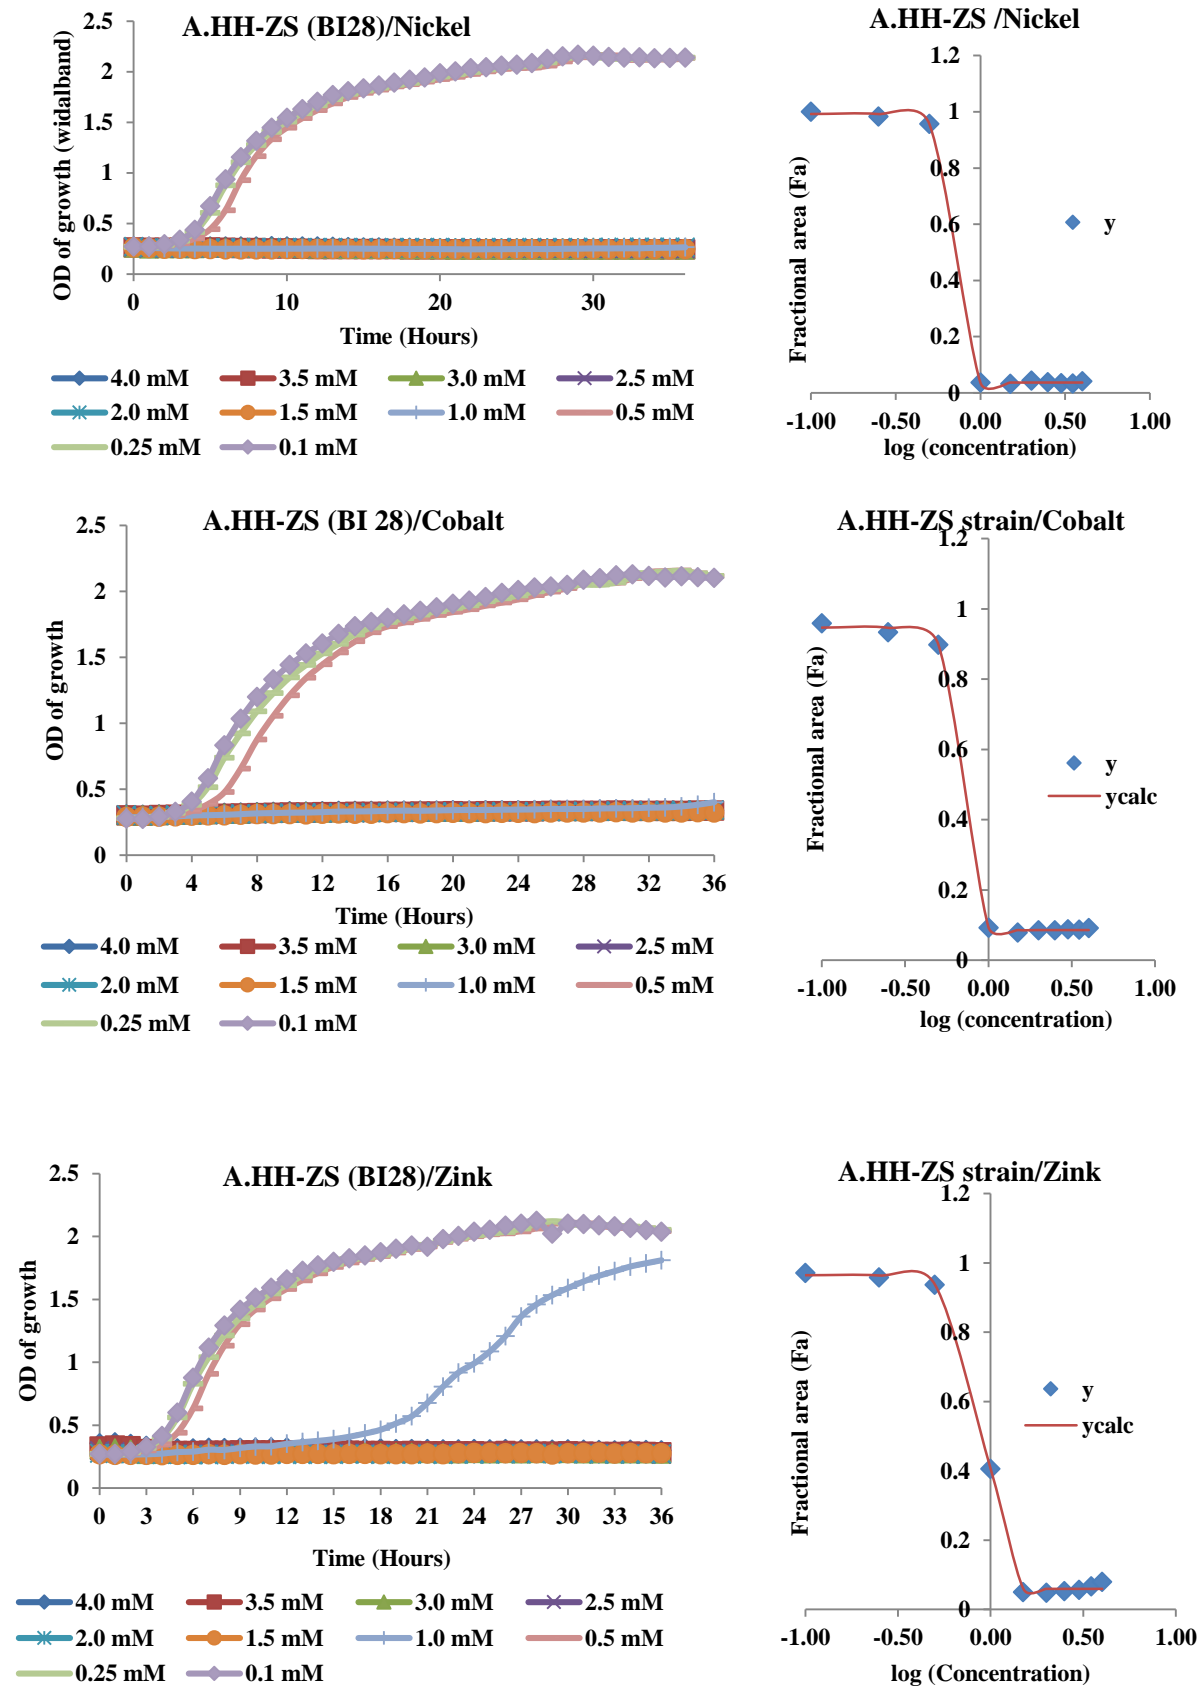 A.HH-ZS (BI28)/Nickel
OD of growth (widalband)
2.5
2
1.5
1
0.5
0
0 10 20 30
Time (Hours)
4.0 mM 3.5 mM 3.0 mM 2.5 mM
2.0 mM 1.5 mM 1.0 mM 0.5 mM
0.25 mM 0.1 mM
A.HH-ZS /Nickel
Fractional area (Fa)
1.2
1
0.8
0.6
0.4
0.2
0
y
-1.00 -0.50 0.00 0.50 1.00
log (concentration)
A.HH-ZS (BI 28)/Cobalt
OD of growth
2.5
2
1.5
1
0.5
0
0 4 8 12 16 20 24 28 32 36
Time (Hours)
4.0 mM 3.5 mM 3.0 mM 2.5 mM
2.0 mM 1.5 mM 1.0 mM 0.5 mM
0.25 mM 0.1 mM
A.HH-ZS strain/Cobalt
Fractional area (Fa)
1.2
1
0.8
0.6
0.4
0.2
0
y
ycalc
-1.00 -0.50 0.00 0.50 1.00
log (concentration)
A.HH-ZS (BI28)/Zink
OD of growth
2.5
2
1.5
1
0.5
0
0 3 6 9 12 15 18 21 24 27 30 33 36
Time (Hours)
4.0 mM 3.5 mM 3.0 mM 2.5 mM
2.0 mM 1.5 mM 1.0 mM 0.5 mM
0.25 mM 0.1 mM
A.HH-ZS strain/Zink
Fractional area (Fa)
1.2
1
0.8
0.6
0.4
0.2
0
y
ycalc
-1.00 -0.50 0.00 0.50 1.00
log (Concentration)